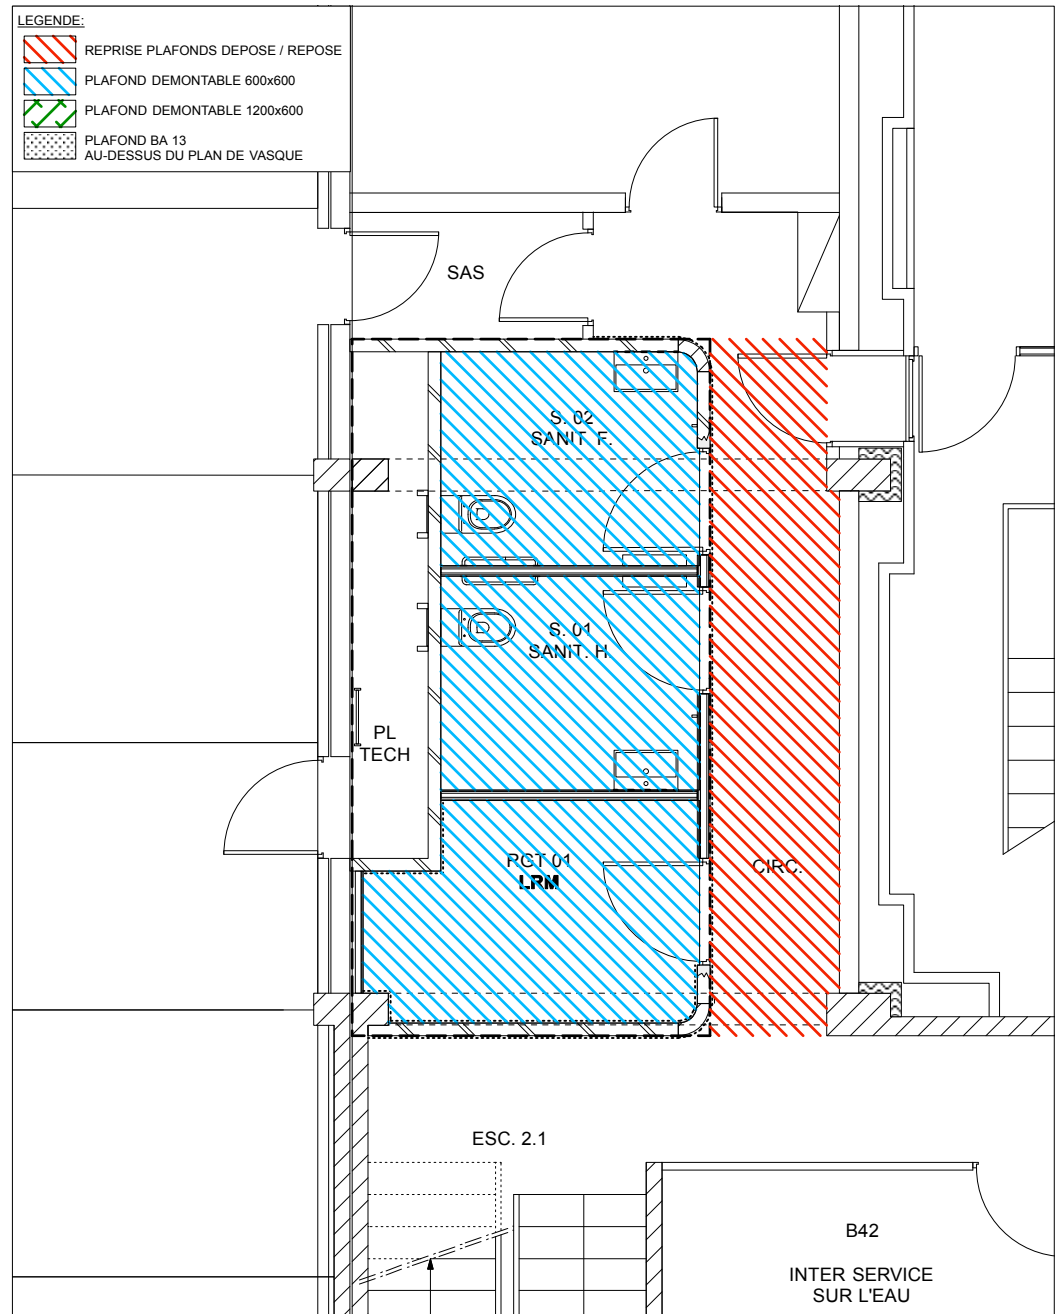 LEGENDE:
REPRISE PLAFONDS DEPOSE / REPOSE
PLAFOND DEMONTABLE 600x600
PLAFOND DEMONTABLE 1200x600
PLAFOND BA 13
AU-DESSUS DU PLAN DE VASQUE
SAS
S. 02
SANIT F.
S. 01
SANIT. H
PL
TECH
RGT 01
LRM
CIRC.
ESC. 2.1
B42
INTER SERVICE
SUR L'EAU